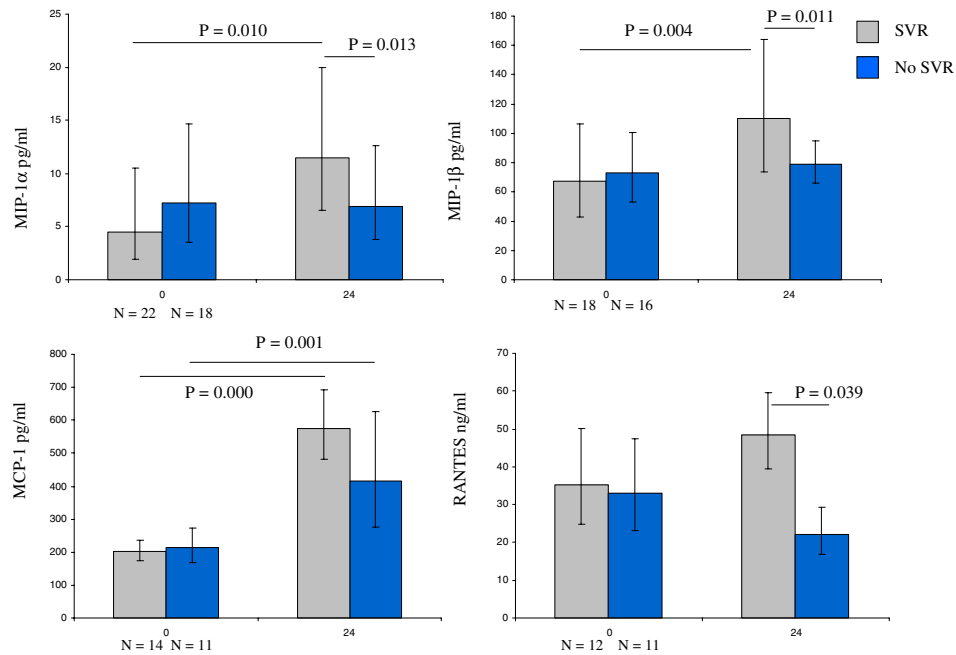 25
20
15
10
5
0
MIP-1α pg/ml
P = 0.010
P = 0.013
0
24
N = 22 N = 18
180
160
140
120
100
80
60
40
20
0
MIP-1β pg/ml
P = 0.004
P = 0.011
0
24
N = 18 N = 16
SVR
No SVR
800
700
600
500
400
300
200
100
0
MCP-1 pg/ml
P = 0.001
P = 0.000
0
24
N = 14 N = 11
70
60
50
40
30
20
10
0
RANTES ng/ml
P = 0.039
0
24
N = 12 N = 11